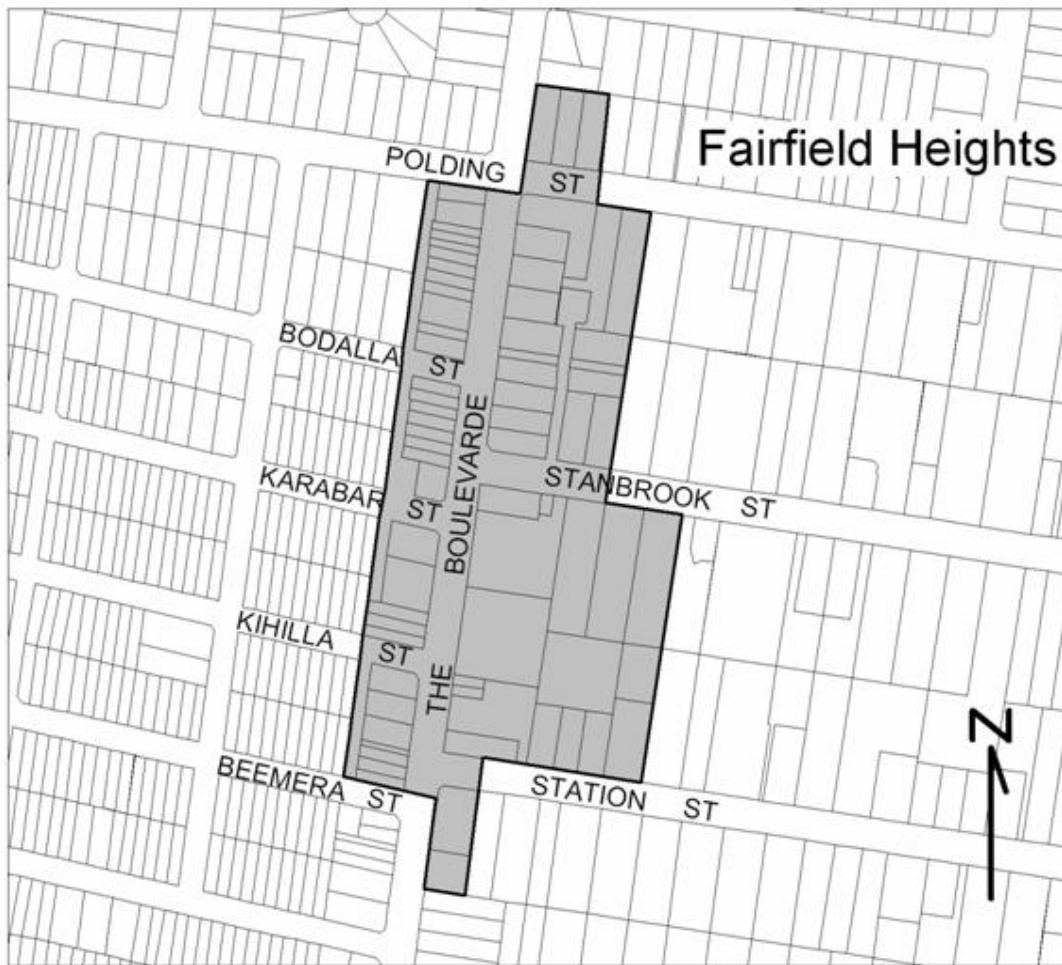 Fairfield Heights
POLDING ST
BODALLA ST
THE BOULEVARDE
KARABAR ST
STANBROOK ST
KIHILLA ST
BEEMERA ST
STATION ST
N